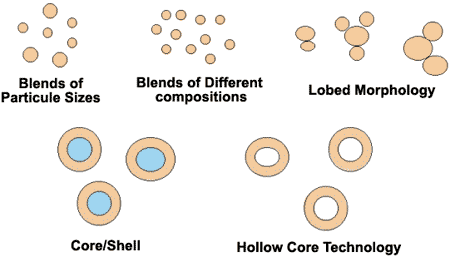 Blends of
Particule Sizes
Blends of Different
compositions
Lobed Morphology
Core/Shell
Hollow Core Technology